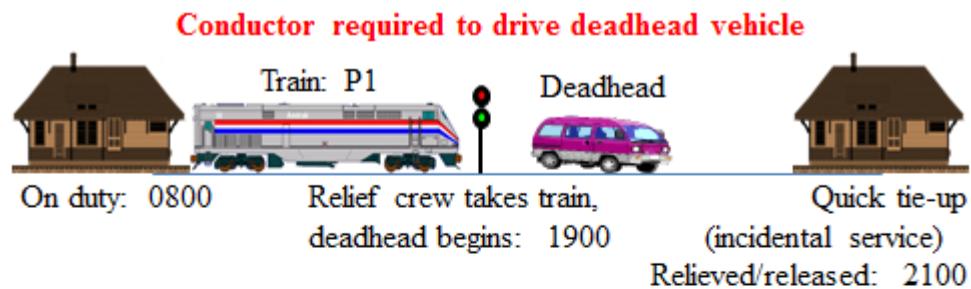 Conductor required to drive deadhead vehicle
Train: P1
Deadhead
On duty: 0800
Relief crew takes train,
deadhead begins: 1900
Quick tie-up
(incidental service)
Relieved/released: 2100